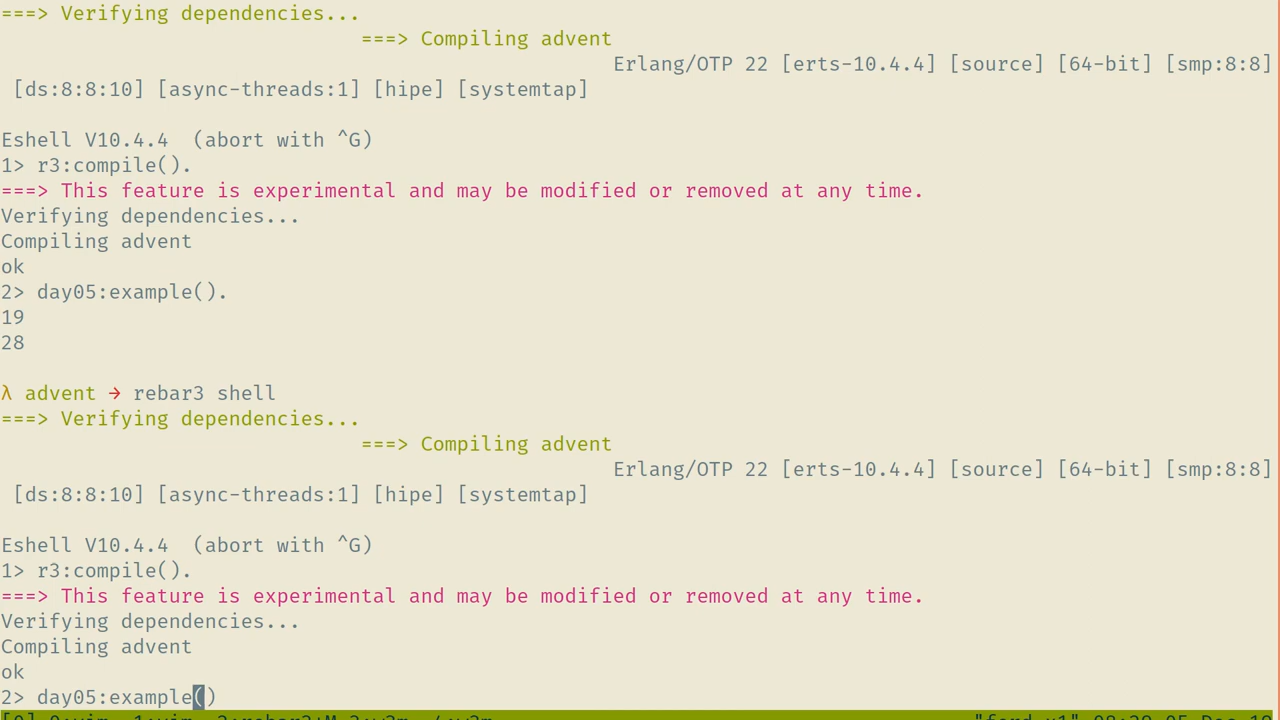 ===> Verifying dependencies...
===> Compiling advent
Erlang/OTP 22 [erts-10.4.4] [source] [64-bit] [smp:8:8]
[ds:8:8:10] [async-threads:1] [hipe] [systemtap]
Eshell V10.4.4  (abort with ^G)
1> r3:compile().
===> This feature is experimental and may be modified or removed at any time.
Verifying dependencies...
Compiling advent
ok
2> day05:example().
19
28
λ advent → rebar3 shell
===> Verifying dependencies...
===> Compiling advent
Erlang/OTP 22 [erts-10.4.4] [source] [64-bit] [smp:8:8]
[ds:8:8:10] [async-threads:1] [hipe] [systemtap]
Eshell V10.4.4  (abort with ^G)
1> r3:compile().
===> This feature is experimental and may be modified or removed at any time.
Verifying dependencies...
Compiling advent
ok
2> day05:example()